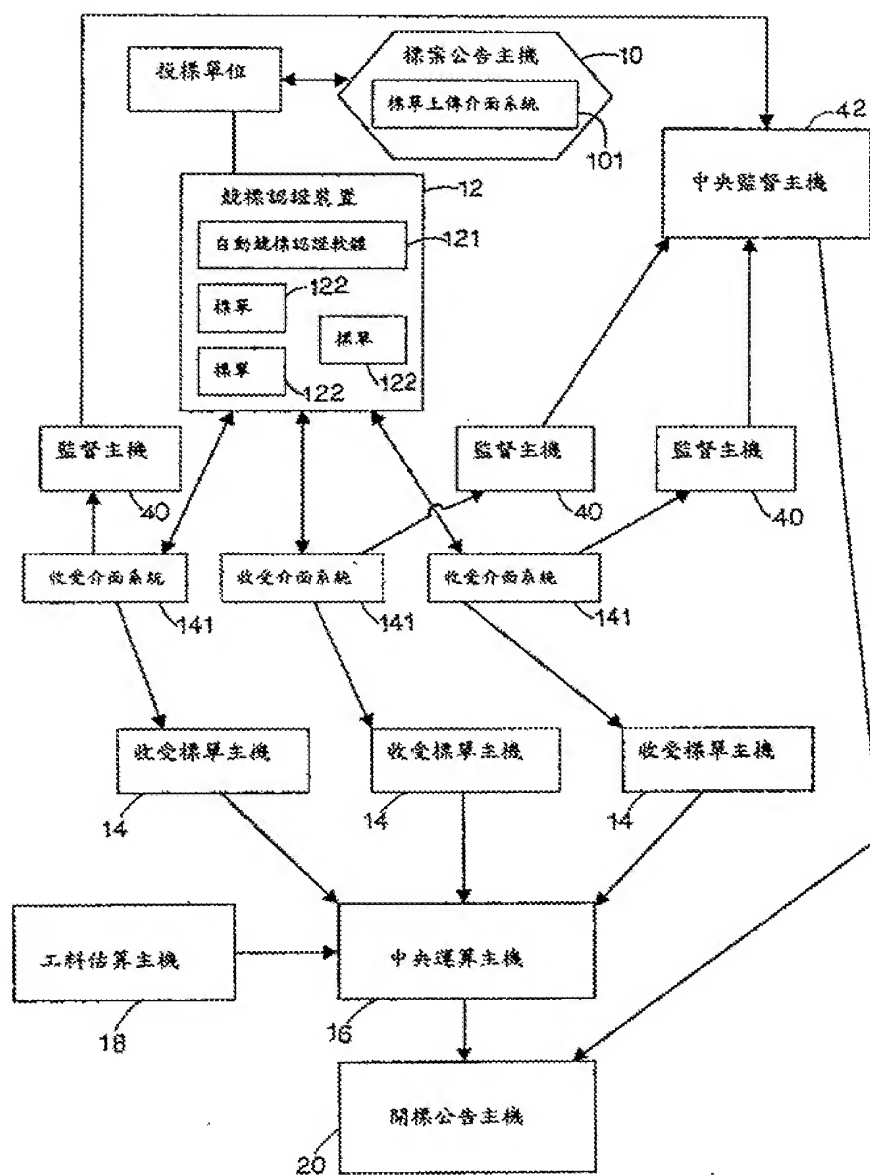 標案公告主機
10
投標單位
標單上傳介面系統
101
42
中央監督主機
競標認證裝置
12
自動競標認證軟體
121
標單
122
標單
標單
122
122
監督主機
40
監督主機
40
監督主機
40
收受介面系統
141
收受介面系統
141
收受介面系統
141
收受標單主機
14
收受標單主機
14
收受標單主機
14
工料估算主機
18
中央運算主機
16
開標公告主機
20